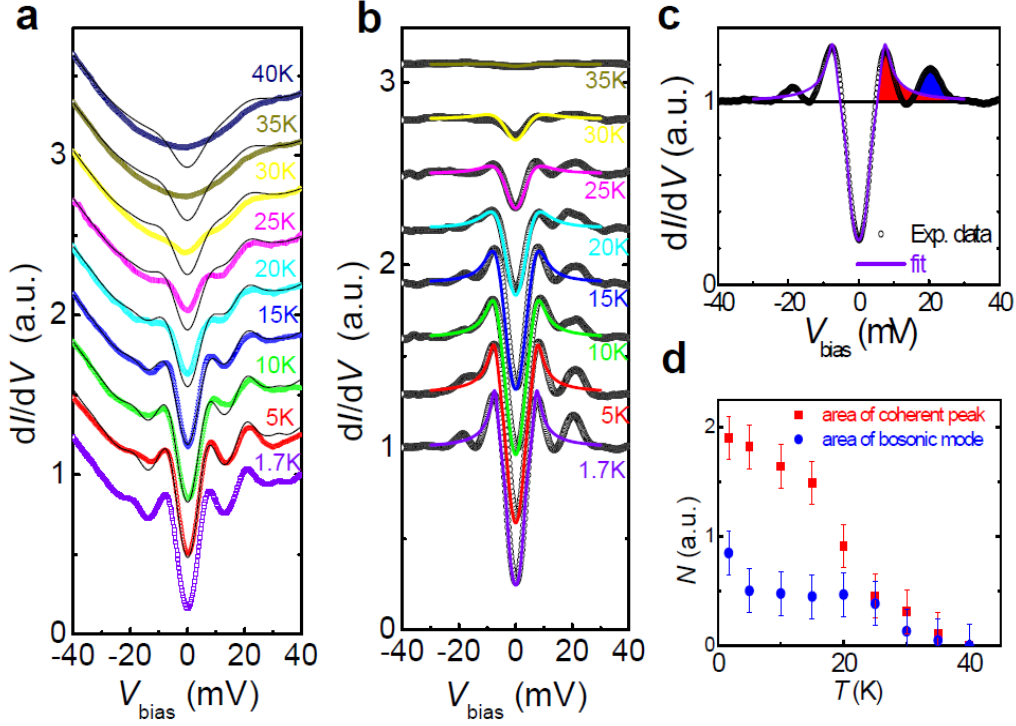 a
40K
35K
30K
25K
20K
15K
10K
5K
1.7K
3
2
1
0
-40 -20 0 20 40
dI/dV (a.u.)
Vbias (mV)
b
35K
30K
25K
20K
15K
10K
5K
1.7K
3
2
1
0
-40 -20 0 20 40
dI/dV (a.u.)
Vbias (mV)
c
1
0
Exp. data
fit
-40 -20 0 20 40
dI/dV (a.u.)
Vbias (mV)
d
area of coherent peak
area of bosonic mode
2
1
0
0 20 40
N (a.u.)
T (K)